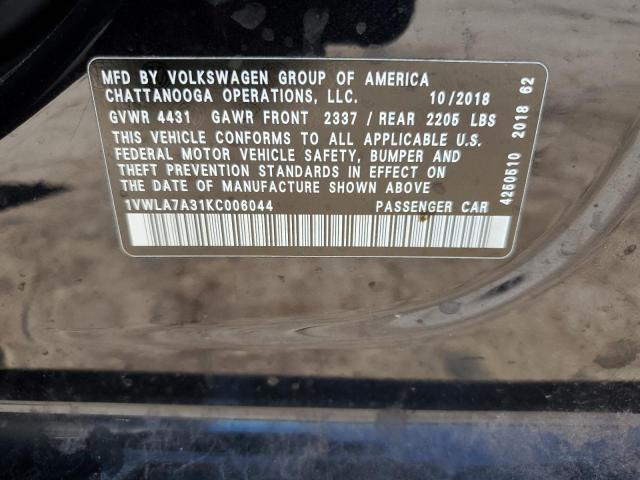 MFD BY VOLKSWAGEN GROUP OF AMERICA
CHATTANOOGA OPERATIONS, LLC. 10/2018
GVWR 4431 GAWR FRONT 2337 / REAR 2205 LBS
THIS VEHICLE CONFORMS TO ALL APPLICABLE U.S.
FEDERAL MOTOR VEHICLE SAFETY, BUMPER AND
THEFT PREVENTION STANDARDS IN EFFECT ON
THE DATE OF MANUFACTURE SHOWN ABOVE
1VWLA7A31KC006044 PASSENGER CAR
4250510 2018 62